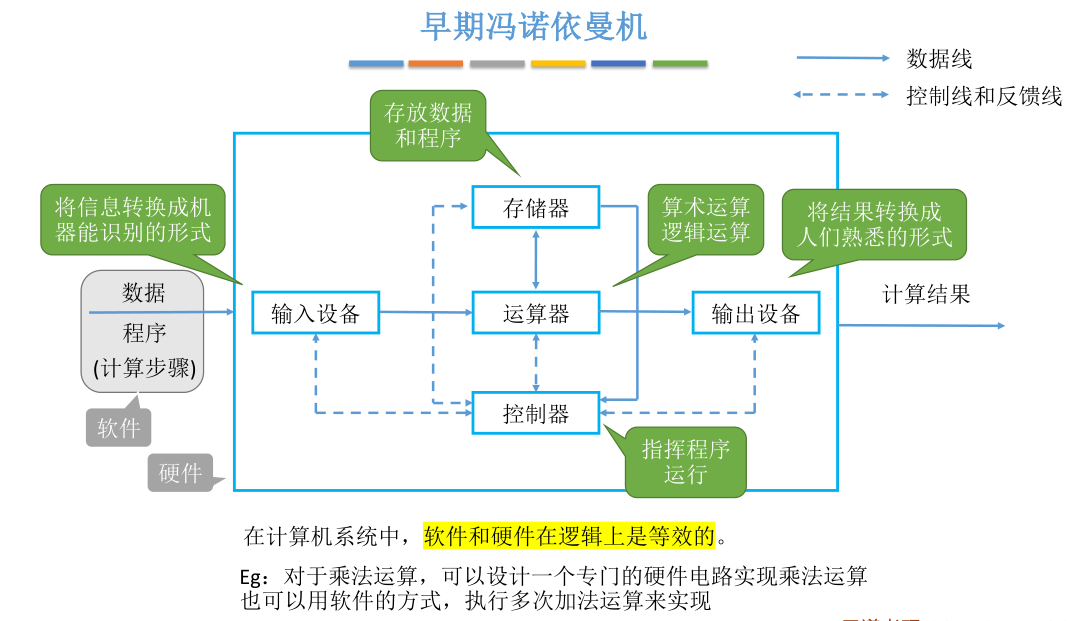 早期冯诺依曼机
数据线
控制线和反馈线
存放数据
和程序
将信息转换成机
器能识别的形式
存储器
算术运算
逻辑运算
将结果转换成
人们熟悉的形式
数据
程序
(计算步骤)
输入设备
运算器
输出设备
计算结果
控制器
软件
硬件
指挥程序
运行
在计算机系统中，软件和硬件在逻辑上是等效的。
Eg：对于乘法运算，可以设计一个专门的硬件电路实现乘法运算
也可以用软件的方式，执行多次加法运算来实现